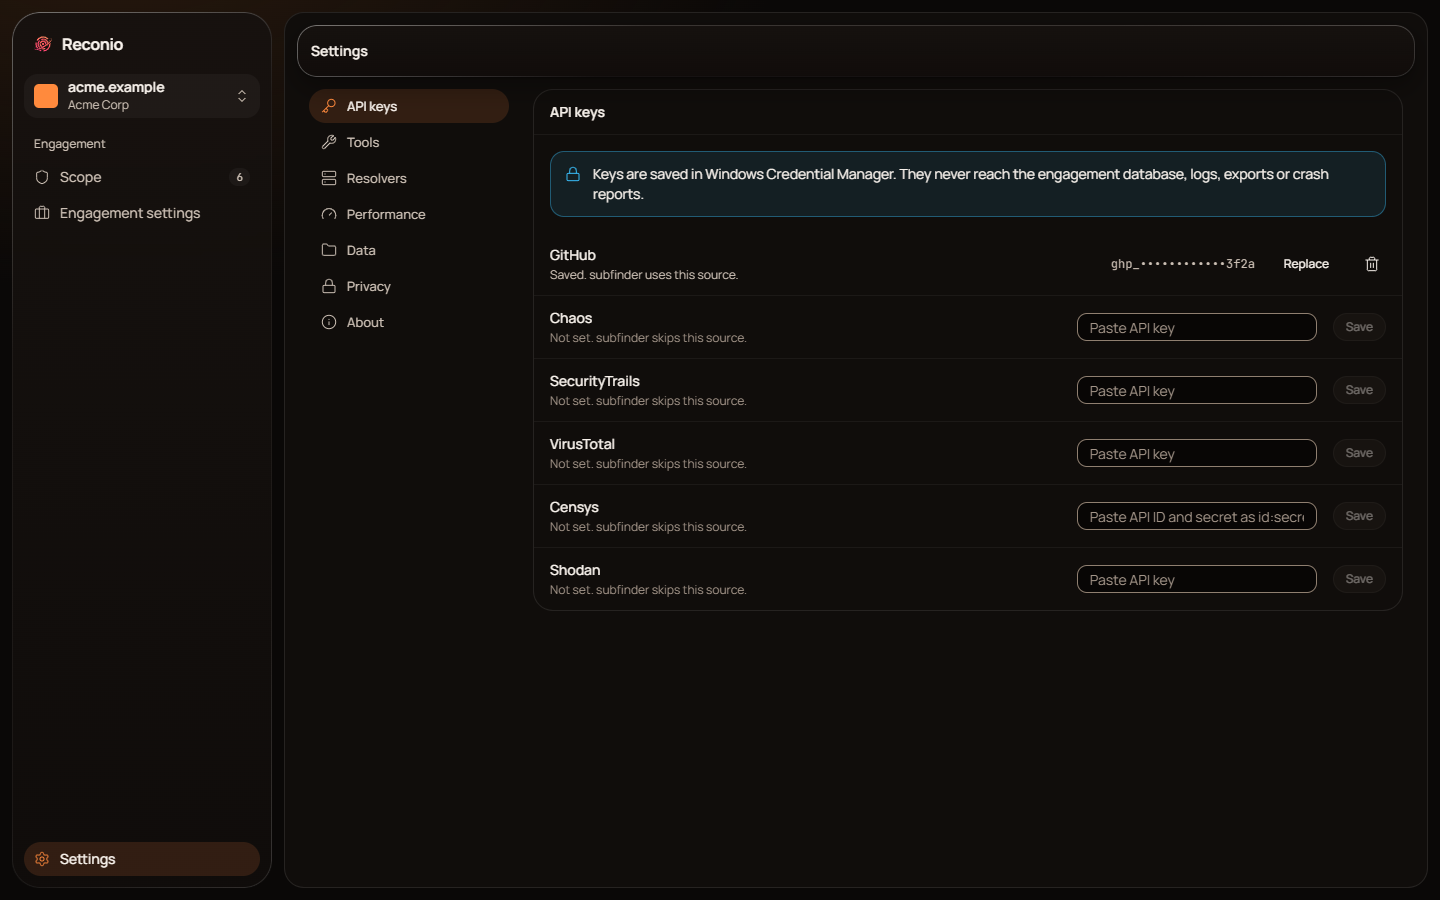 Reconio
acme.example
Acme Corp
Engagement
Scope 6
Engagement settings
Settings
Settings
API keys
Tools
Resolvers
Performance
Data
Privacy
About
API keys
Keys are saved in Windows Credential Manager. They never reach the engagement database, logs, exports or crash
reports.
GitHub
Saved. subfinder uses this source.
ghp_••••••••••••3f2a Replace
Chaos
Not set. subfinder skips this source.
Paste API key Save
SecurityTrails
Not set. subfinder skips this source.
Paste API key Save
VirusTotal
Not set. subfinder skips this source.
Paste API key Save
Censys
Not set. subfinder skips this source.
Paste API ID and secret as id:secr Save
Shodan
Not set. subfinder skips this source.
Paste API key Save